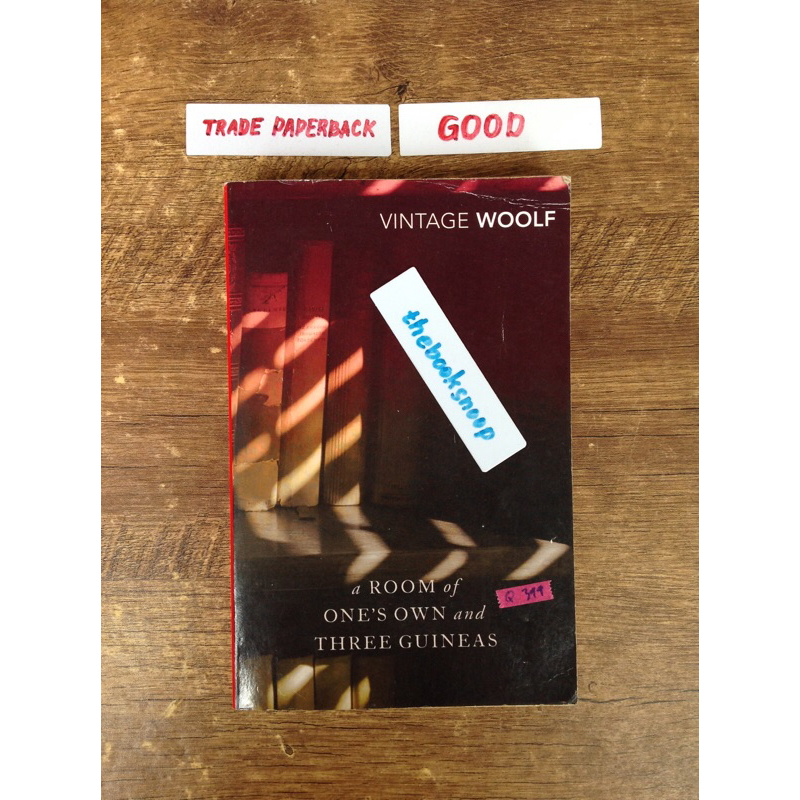 TRADE PAPERBACK
GOOD
VINTAGE WOOLF
thebooksnoop
a ROOM of
ONE'S OWN and
THREE GUINEAS